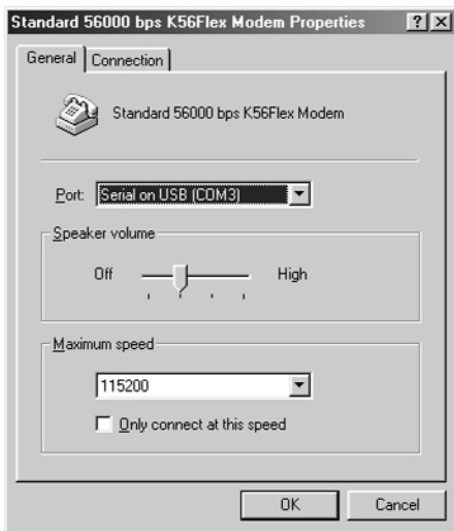 Standard 56000 bps K56Flex Modem Properties
General
Connection
Standard 56000 bps K56Flex Modem
Port: Serial on USB (COM3)
Speaker volume
Off High
Maximum speed
115200
Only connect at this speed
OK Cancel